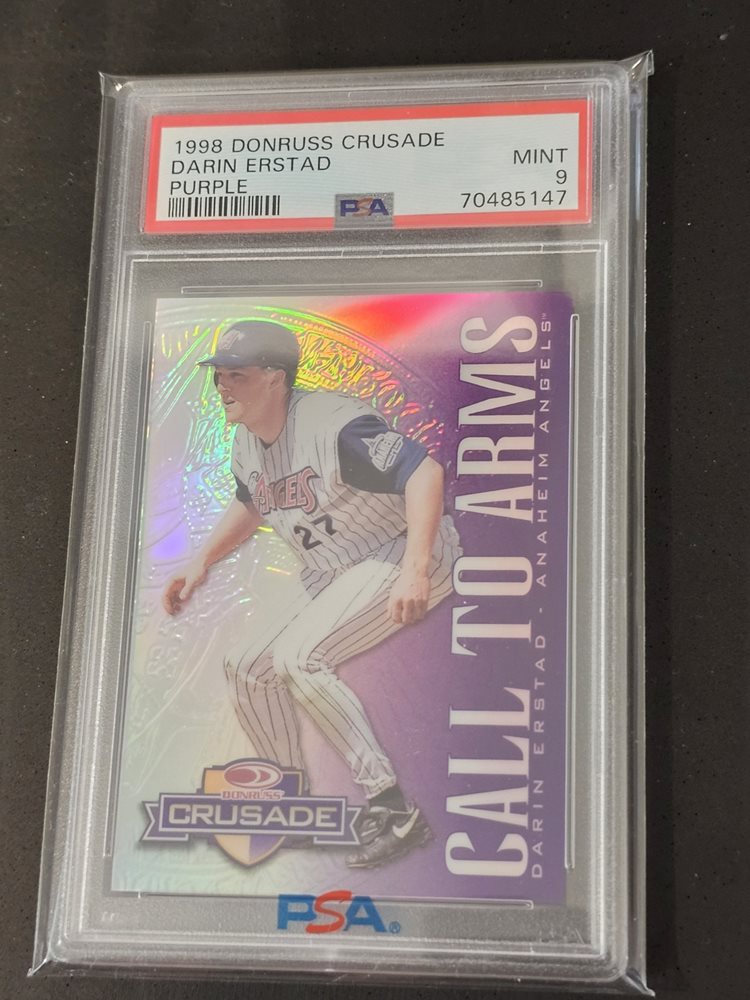 1998 DONRUSS CRUSADE
DARIN ERSTAD
PURPLE
MINT
9
70485147
PSA
ANGELS
27
CALL TO ARMS
DARIN ERSTAD - ANAHEIM ANGELS™
DONRUSS
CRUSADE
PSA®